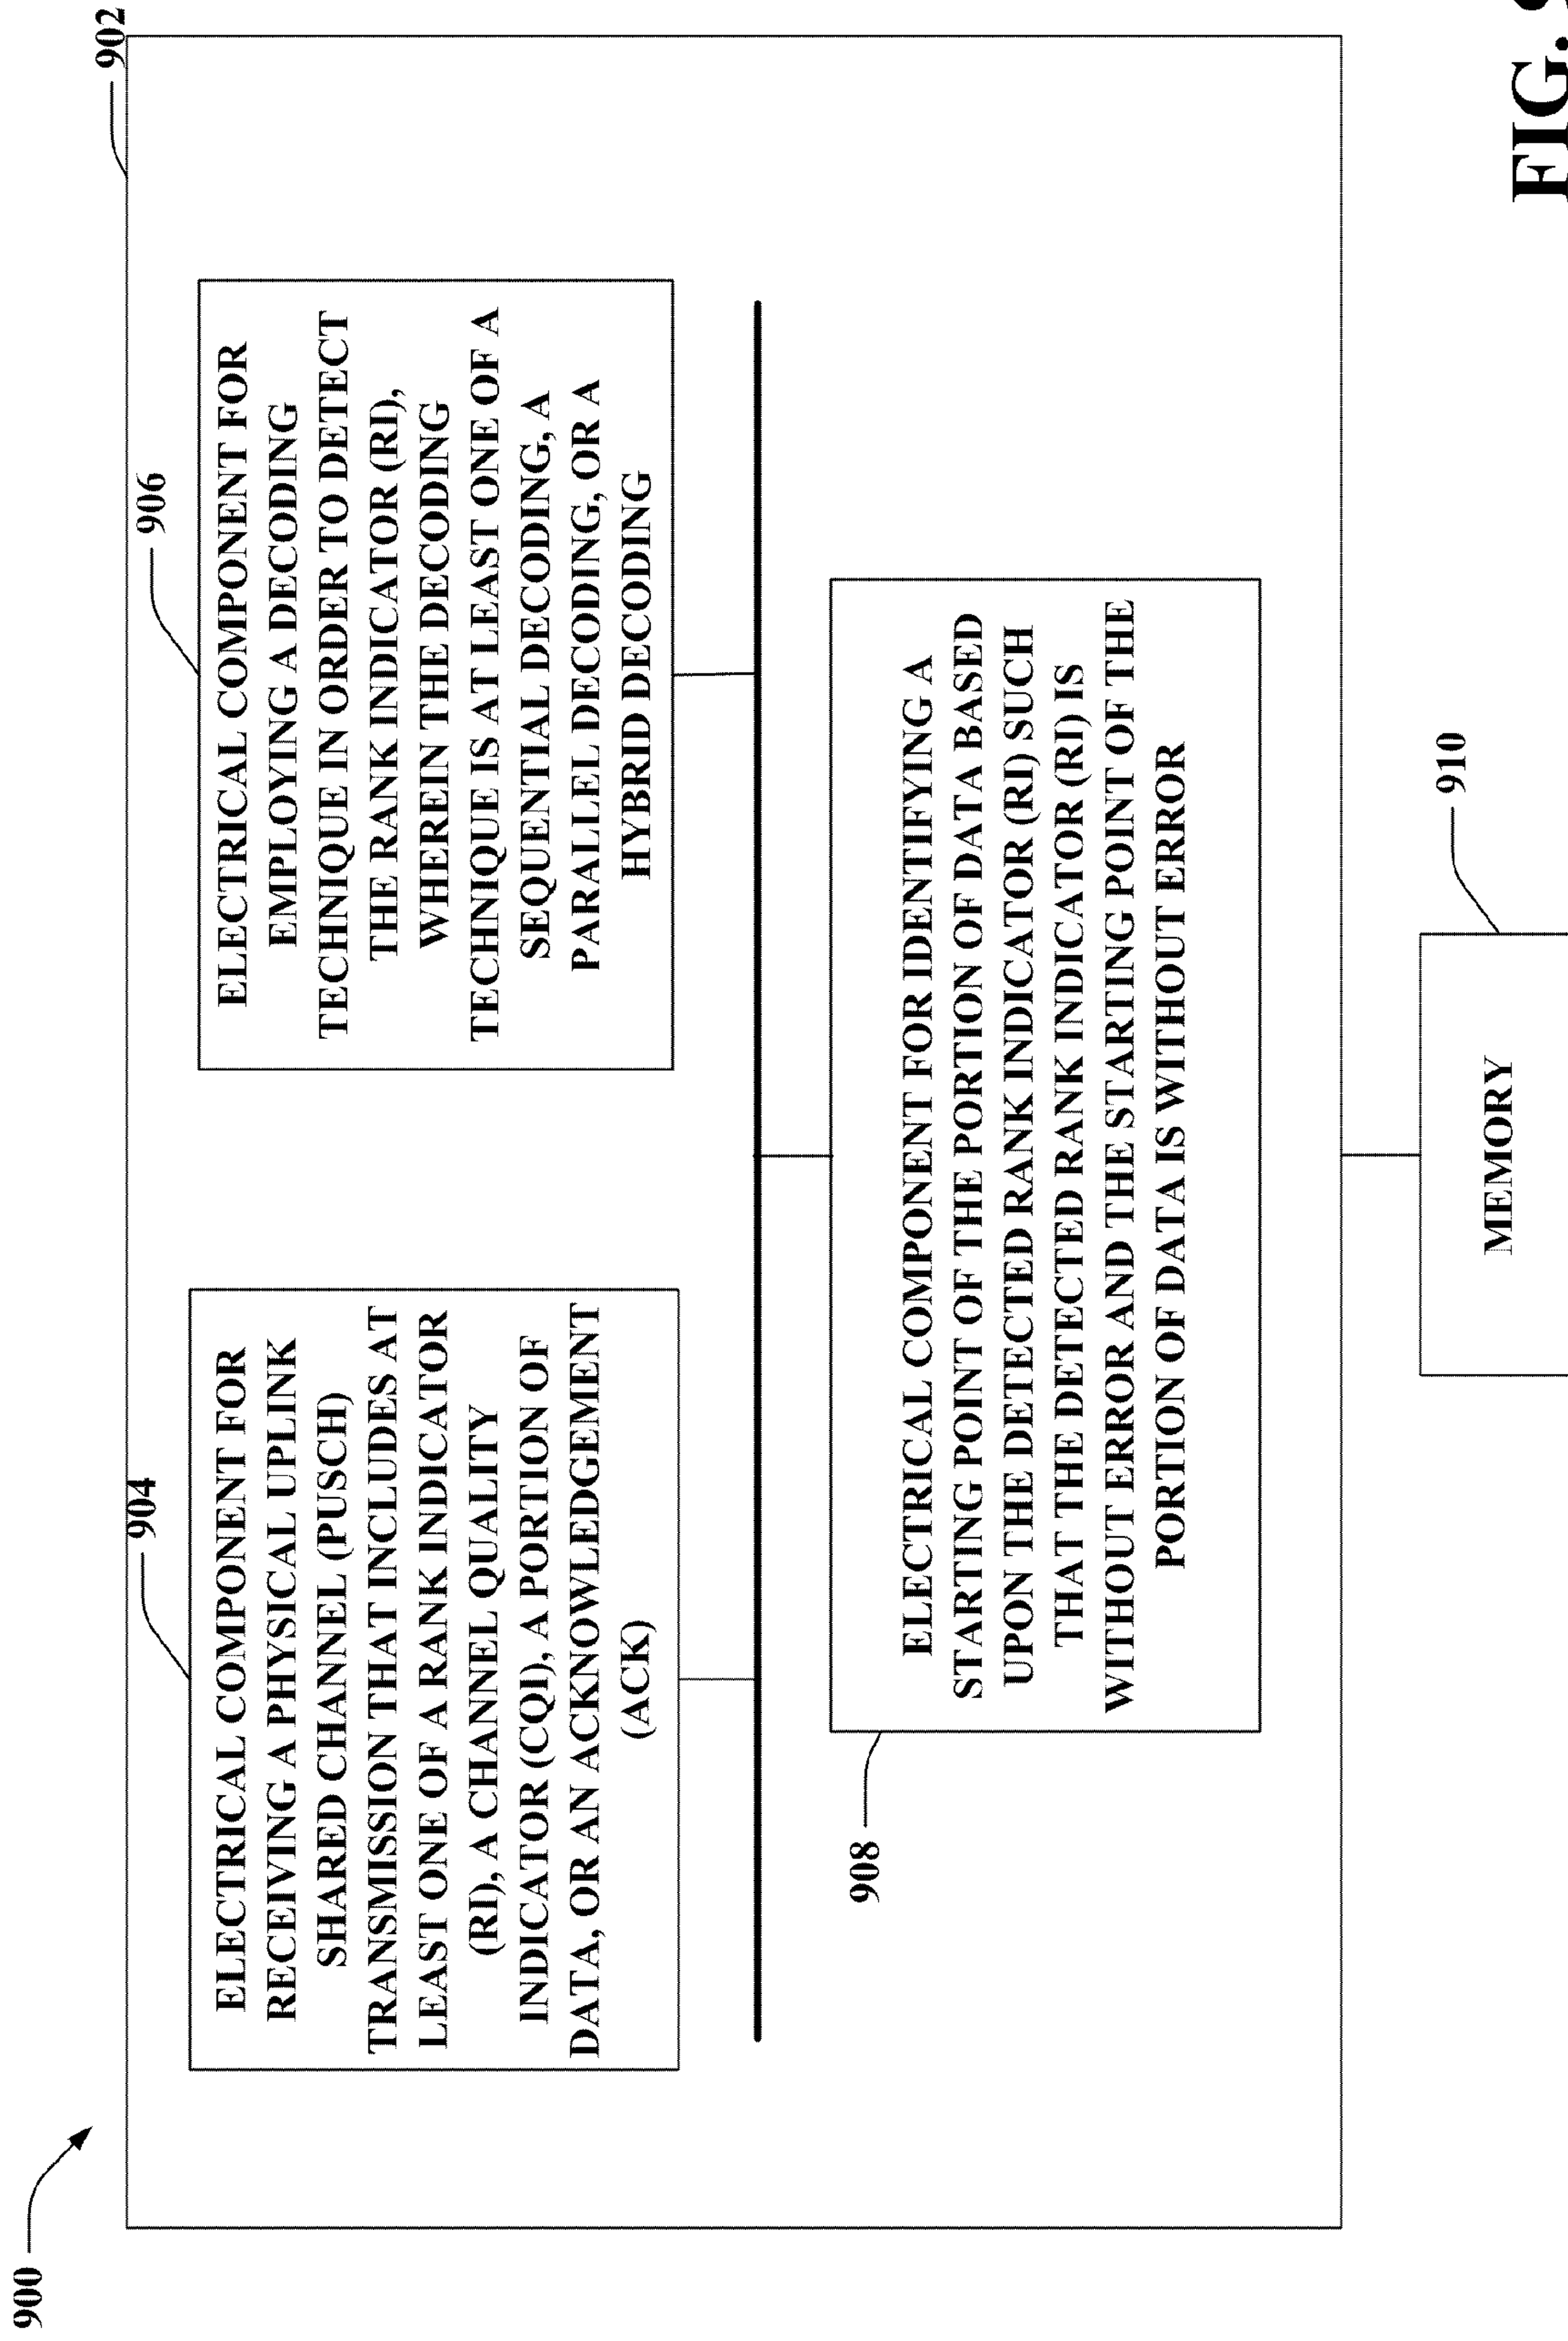 900
902
904
ELECTRICAL COMPONENT FOR
RECEIVING A PHYSICAL UPLINK
SHARED CHANNEL (PUSCH)
TRANSMISSION THAT INCLUDES AT
LEAST ONE OF A RANK INDICATOR
(RI), A CHANNEL QUALITY
INDICATOR (CQI), A PORTION OF
DATA, OR AN ACKNOWLEDGEMENT
(ACK)
906
ELECTRICAL COMPONENT FOR
EMPLOYING A DECODING
TECHNIQUE IN ORDER TO DETECT
THE RANK INDICATOR (RI),
WHEREIN THE DECODING
TECHNIQUE IS AT LEAST ONE OF A
SEQUENTIAL DECODING, A
PARALLEL DECODING, OR A
HYBRID DECODING
908
ELECTRICAL COMPONENT FOR IDENTIFYING A
STARTING POINT OF THE PORTION OF DATA BASED
UPON THE DETECTED RANK INDICATOR (RI) SUCH
THAT THE DETECTED RANK INDICATOR (RI) IS
WITHOUT ERROR AND THE STARTING POINT OF THE
PORTION OF DATA IS WITHOUT ERROR
910
MEMORY
FIG.